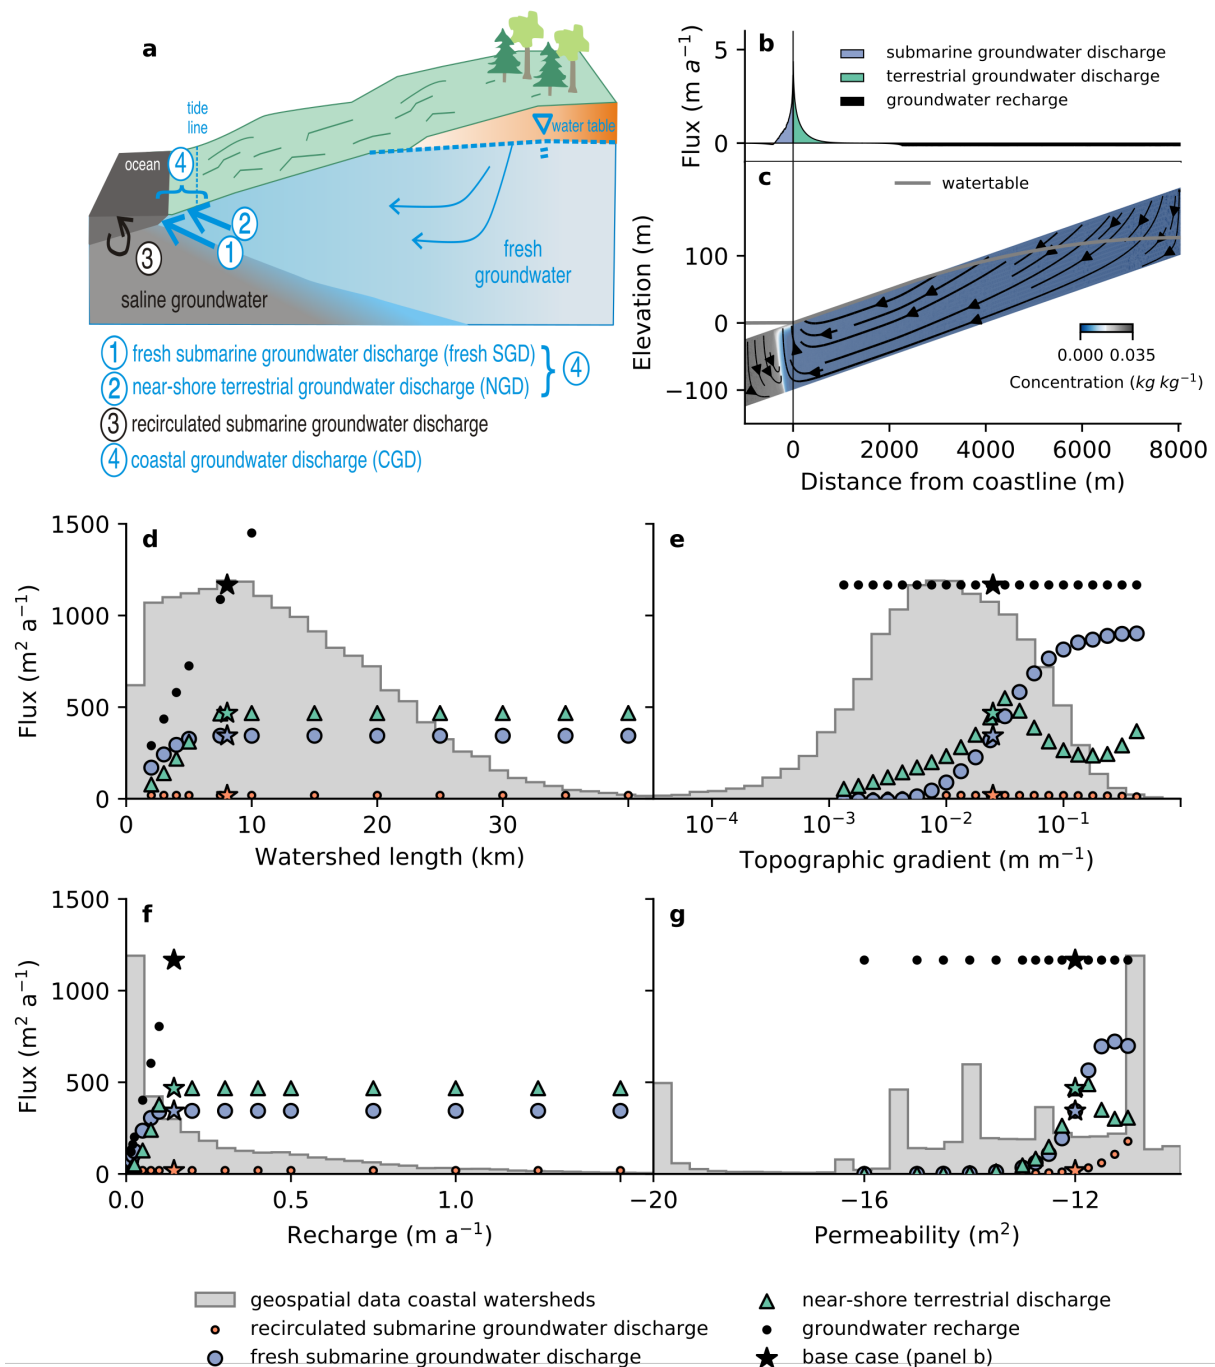 a
tide
line
water table
ocean
4
2
1
3
fresh
groundwater
saline groundwater
1 fresh submarine groundwater discharge (fresh SGD)
2 near-shore terrestrial groundwater discharge (NGD)
} 4
3 recirculated submarine groundwater discharge
4 coastal groundwater discharge (CGD)
b
Flux (m a⁻¹)
5
0
submarine groundwater discharge
terrestrial groundwater discharge
groundwater recharge
c
watertable
Elevation (m)
100
0
−100
0.000 0.035
Concentration (kg kg⁻¹)
0 2000 4000 6000 8000
Distance from coastline (m)
d
Flux (m² a⁻¹)
1500
1000
500
0
0 10 20 30
Watershed length (km)
e
10⁻⁴ 10⁻³ 10⁻² 10⁻¹
Topographic gradient (m m⁻¹)
f
Flux (m² a⁻¹)
1500
1000
500
0
0.0 0.5 1.0
Recharge (m a⁻¹)
g
−20 −16 −12
Permeability (m²)
geospatial data coastal watersheds
recirculated submarine groundwater discharge
fresh submarine groundwater discharge
near-shore terrestrial discharge
groundwater recharge
base case (panel b)